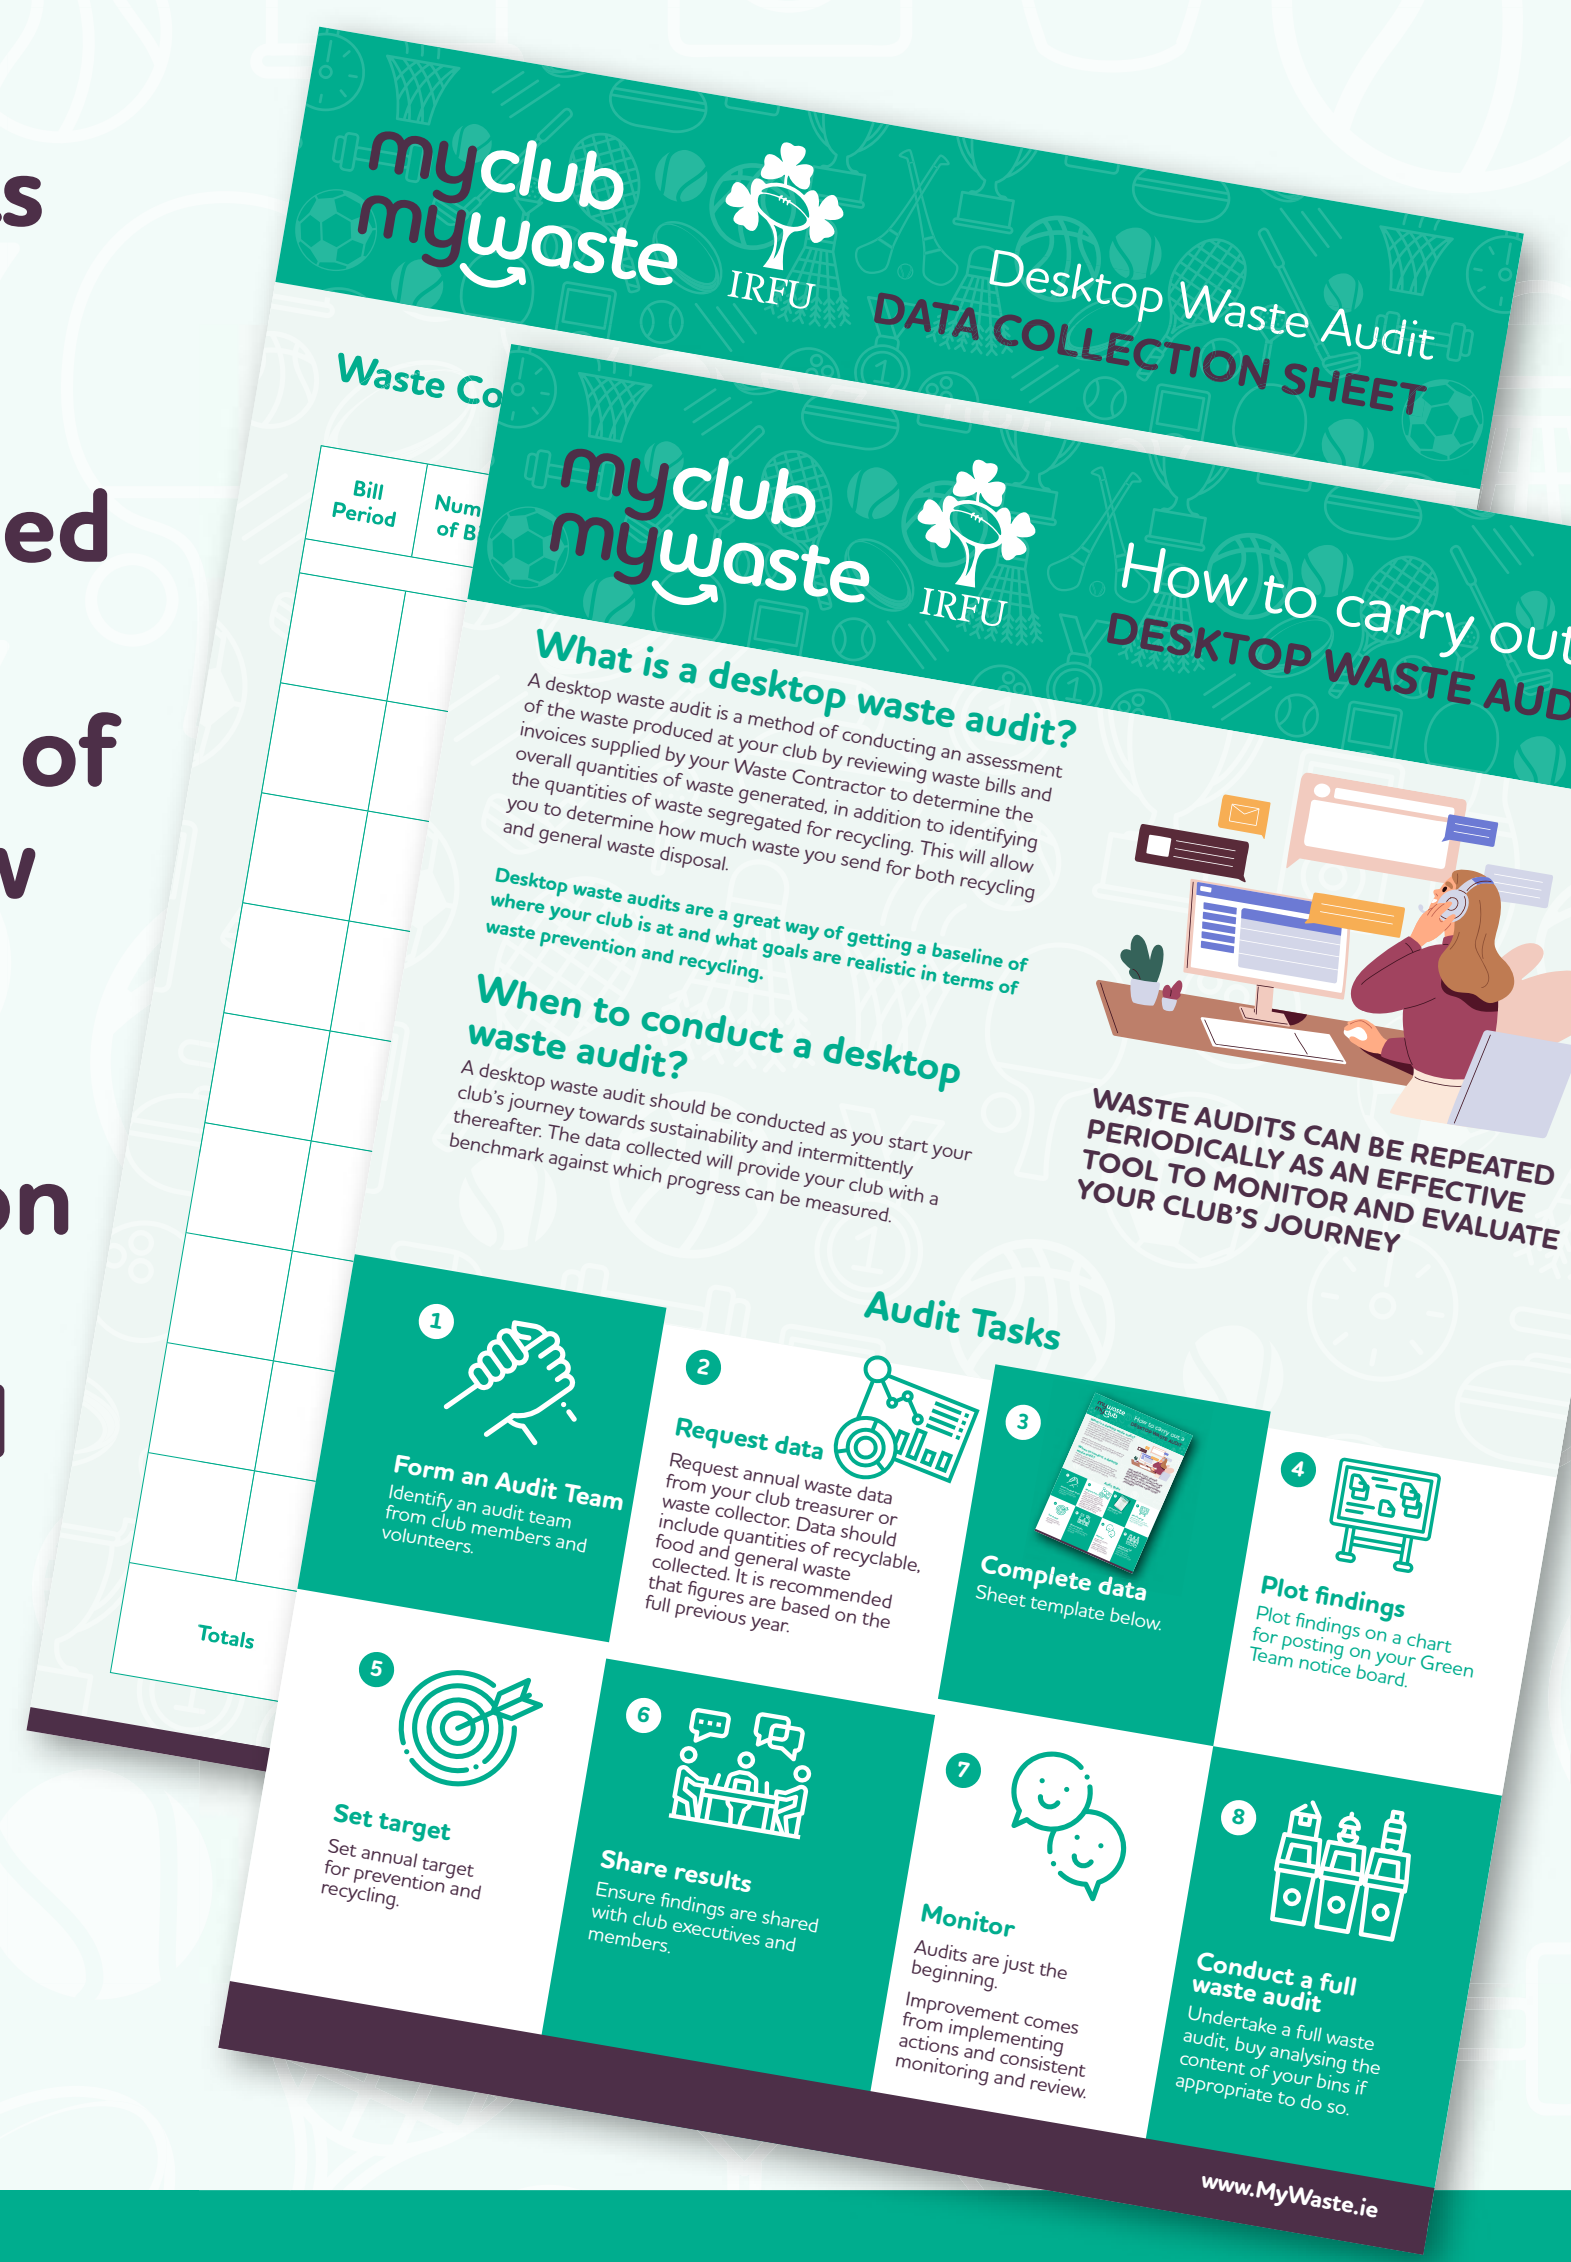 s
ed
of
w
on
myclub
mywaste
IRFU
Desktop Waste Audit
DATA COLLECTION SHEET
Waste Co
Bill
Period
Num
of B
Totals
myclub
mywaste
IRFU
How to carry out
DESKTOP WASTE AUD
What is a desktop waste audit?
A desktop waste audit is a method of conducting an assessment
of the waste produced at your club by reviewing waste bills and
invoices supplied by your Waste Contractor to determine the
overall quantities of waste generated, in addition to identifying
the quantities of waste segregated for recycling. This will allow
you to determine how much waste you send for both recycling
and general waste disposal.
Desktop waste audits are a great way of getting a baseline of
where your club is at and what goals are realistic in terms of
waste prevention and recycling.
When to conduct a desktop
waste audit?
A desktop waste audit should be conducted as you start your
club's journey towards sustainability and intermittently
thereafter. The data collected will provide your club with a
benchmark against which progress can be measured.
WASTE AUDITS CAN BE REPEATED
PERIODICALLY AS AN EFFECTIVE
TOOL TO MONITOR AND EVALUATE
YOUR CLUB'S JOURNEY
Audit Tasks
1
Form an Audit Team
Identify an audit team
from club members and
volunteers.
2
Request data
Request annual waste data
from your club treasurer or
waste collector. Data should
include quantities of recyclable,
food and general waste
collected. It is recommended
that figures are based on the
full previous year.
3
Complete data
Sheet template below.
4
Plot findings
Plot findings on a chart
for posting on your Green
Team notice board.
5
Set target
Set annual target
for prevention and
recycling.
6
Share results
Ensure findings are shared
with club executives and
members.
7
Monitor
Audits are just the
beginning.
Improvement comes
from implementing
actions and consistent
monitoring and review.
8
Conduct a full
waste audit
Undertake a full waste
audit, buy analysing the
content of your bins if
appropriate to do so.
www.MyWaste.ie